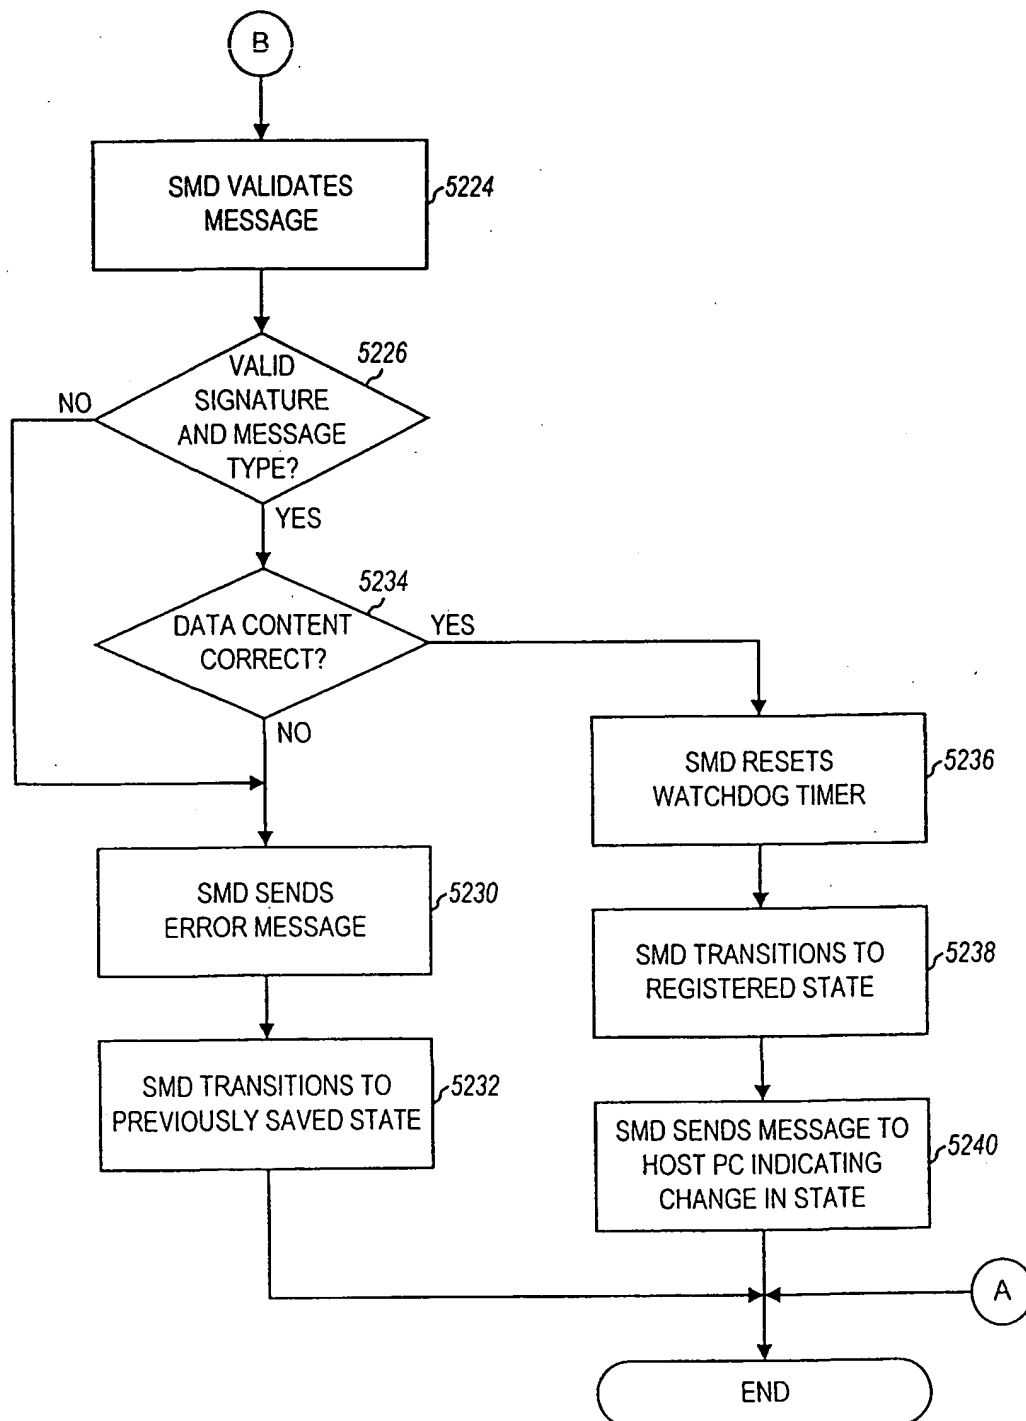 B
SMD VALIDATES
MESSAGE
5224
VALID
SIGNATURE
AND MESSAGE
TYPE?
5226
NO
YES
DATA CONTENT
CORRECT?
5234
YES
NO
SMD RESETS
WATCHDOG TIMER
5236
SMD SENDS
ERROR MESSAGE
5230
SMD TRANSITIONS TO
REGISTERED STATE
5238
SMD TRANSITIONS TO
PREVIOUSLY SAVED STATE
5232
SMD SENDS MESSAGE TO
HOST PC INDICATING
CHANGE IN STATE
5240
A
END